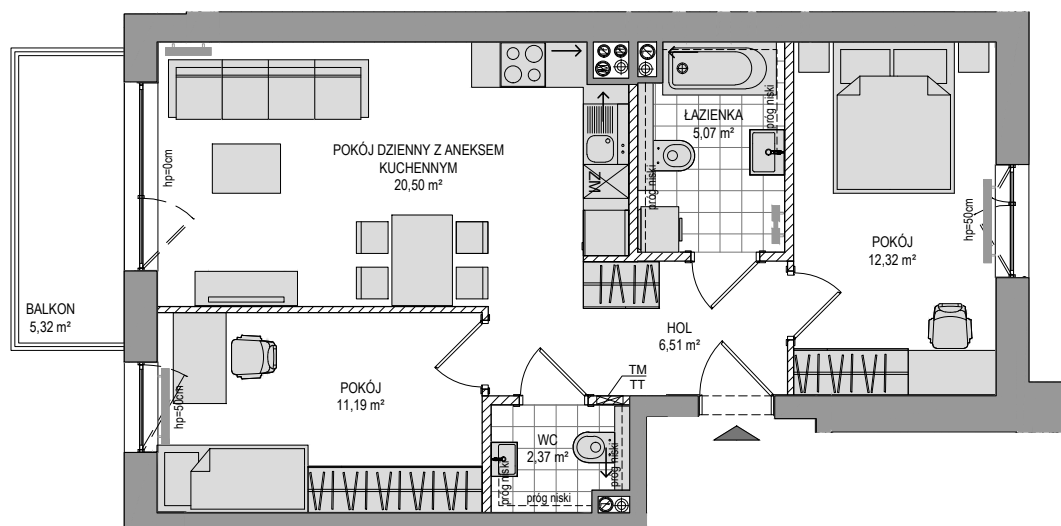 POKÓJ DZIENNY Z ANEKSEM
KUCHENNYM
20,50 m²
hp=0cm
ZM
ŁAZIENKA
5,07 m²
próg niski
próg niski
POKÓJ
12,32 m²
hp=50cm
BALKON
5,32 m²
HOL
6,51 m²
TM
TT
POKÓJ
11,19 m²
hp=50cm
WC
2,37 m²
próg niski
próg niski
próg niski